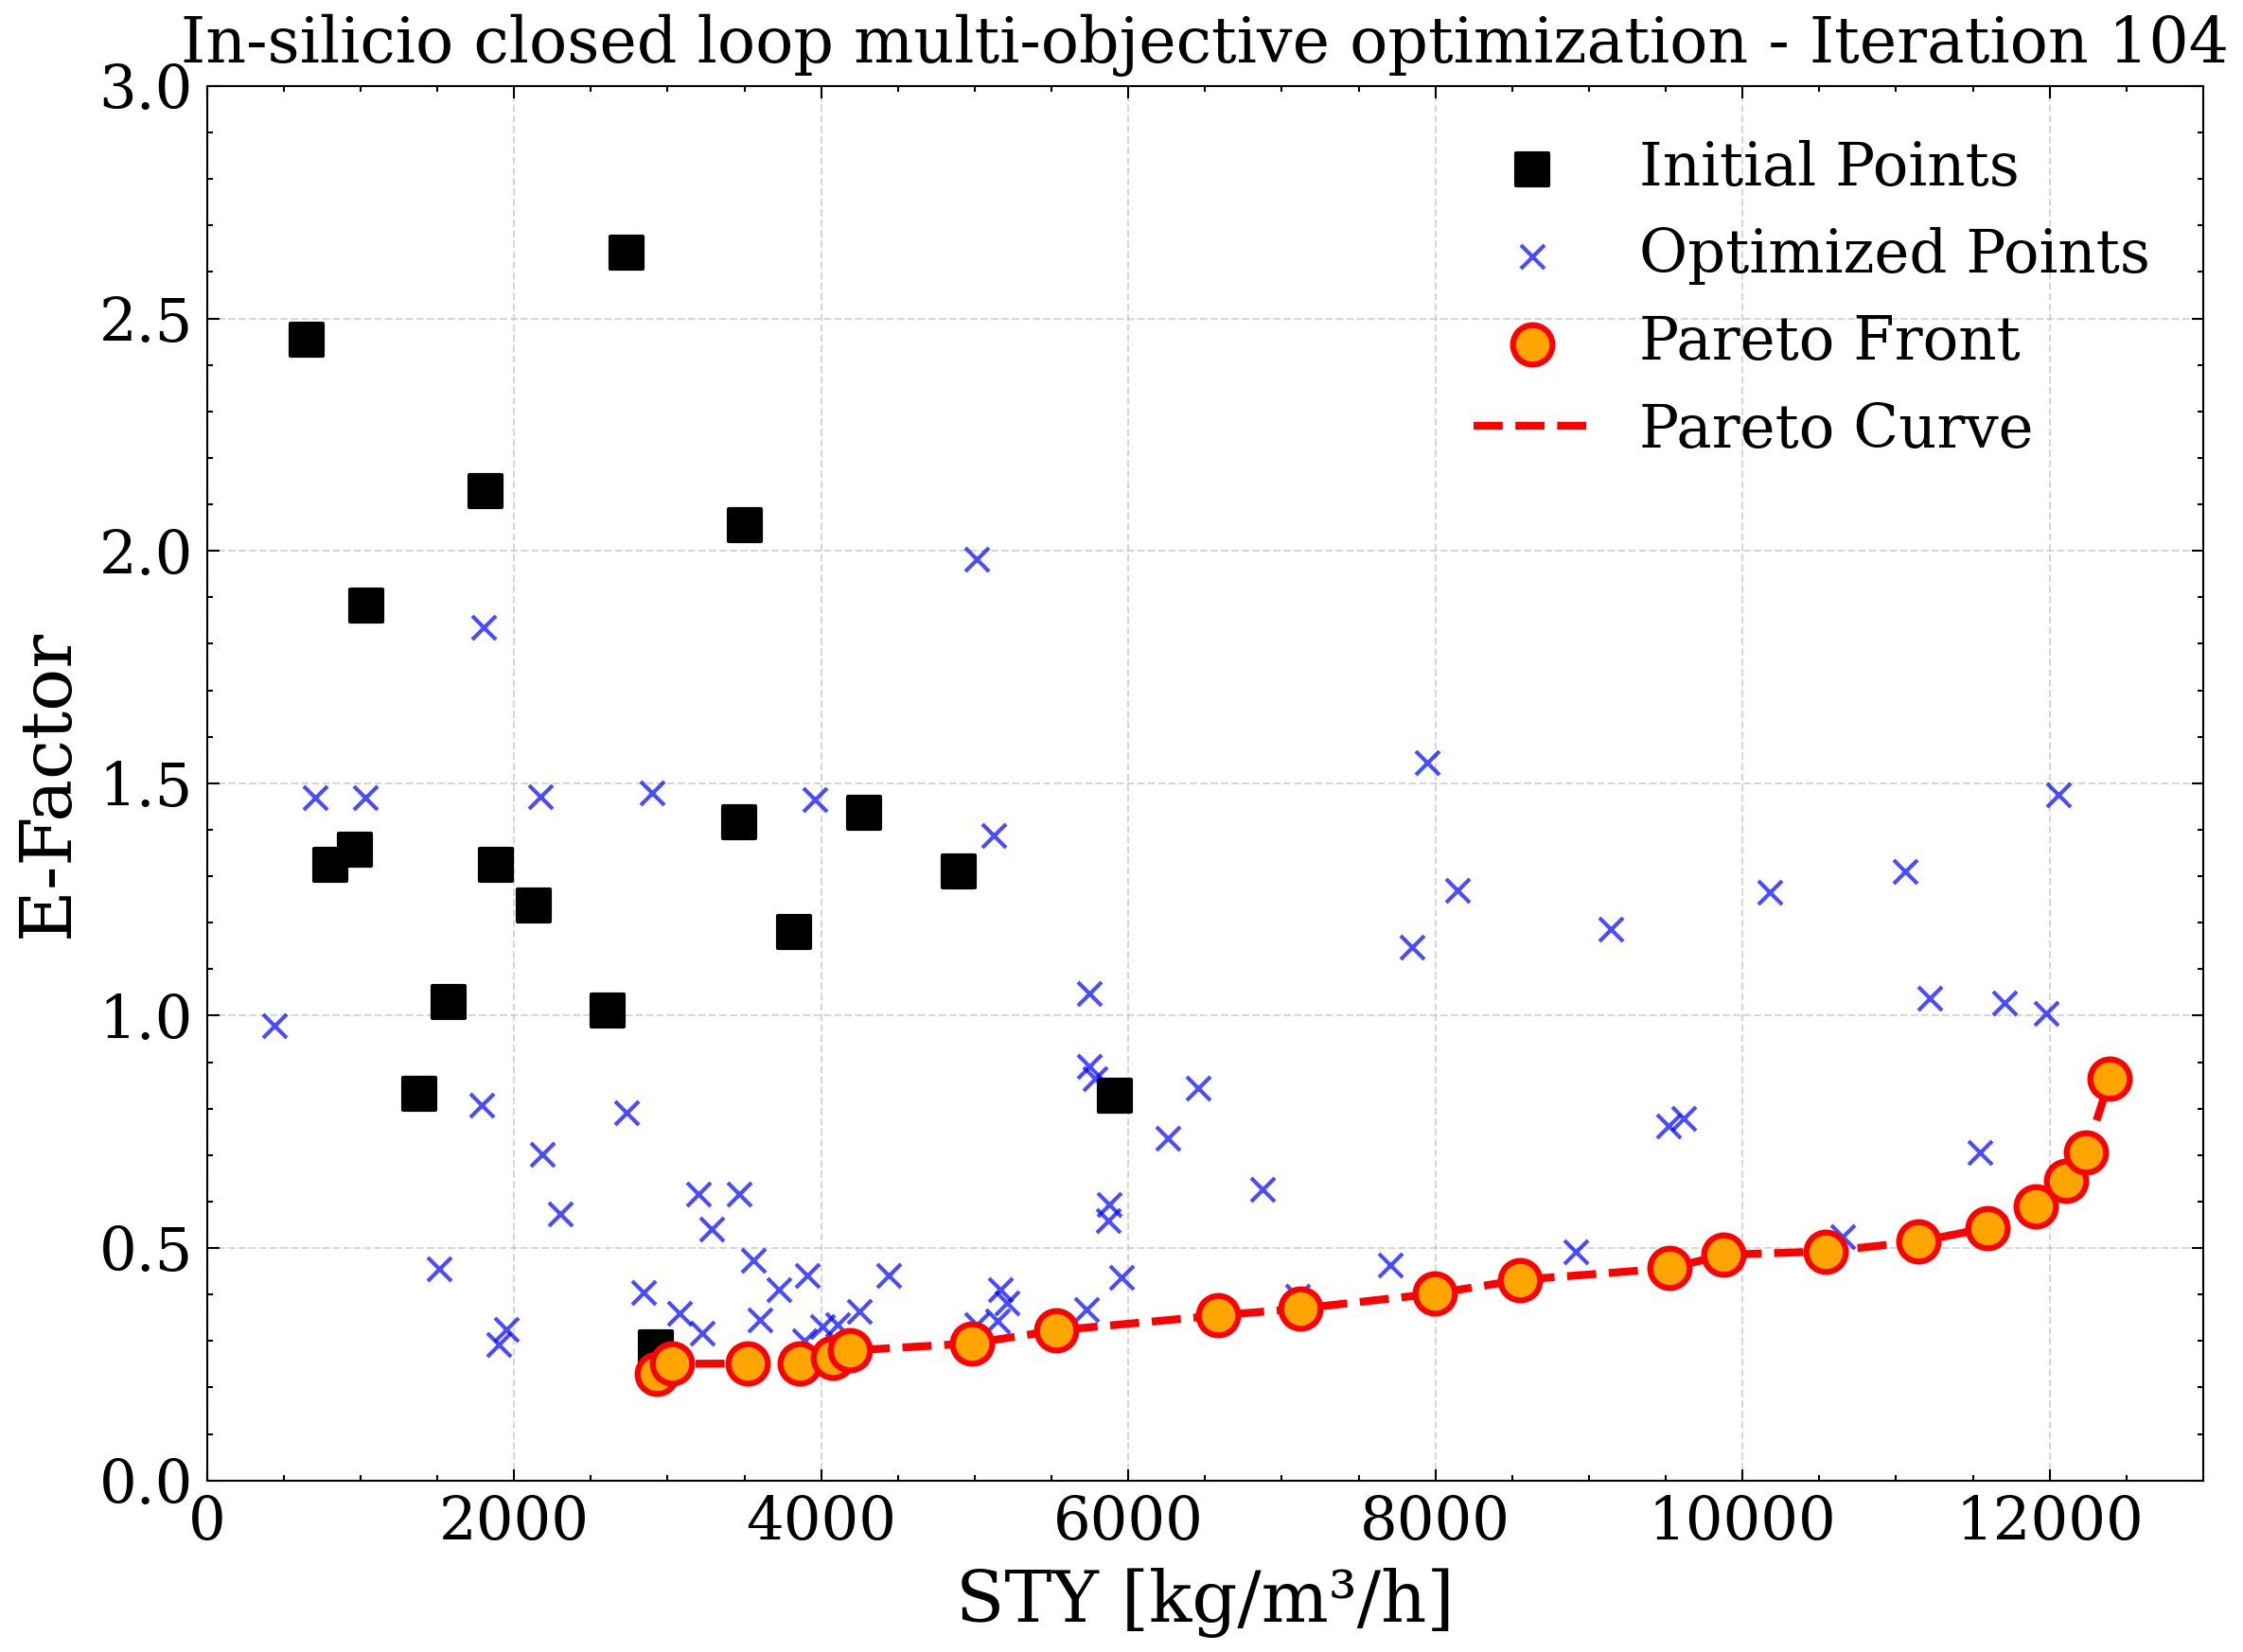 In-silicio closed loop multi-objective optimization - Iteration 104
3.0
2.5
2.0
1.5
1.0
0.5
0.0
E-Factor
Initial Points
Optimized Points
Pareto Front
Pareto Curve
0 2000 4000 6000 8000 10000 12000
STY [kg/m³/h]